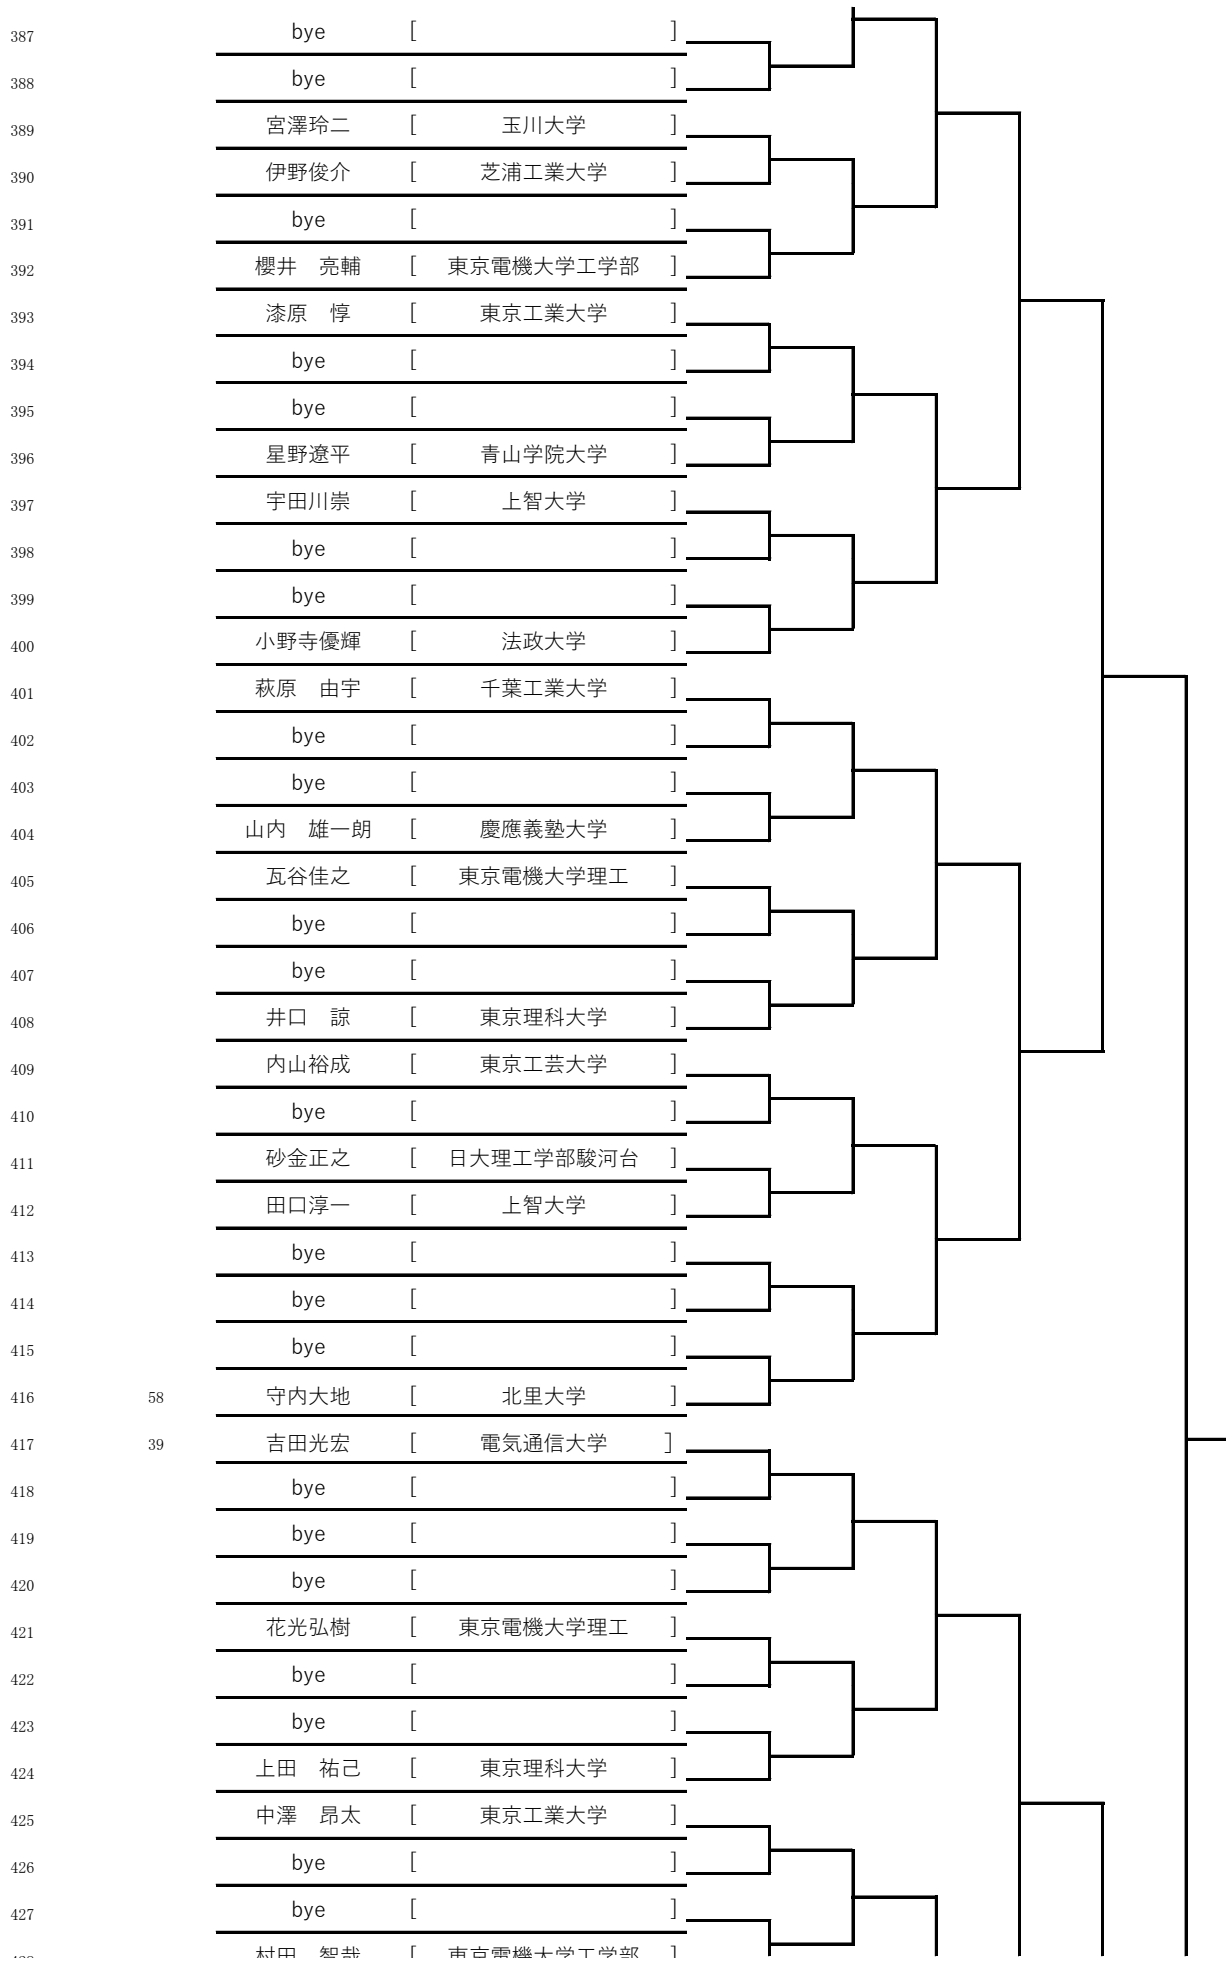 387 bye [ ]
388 bye [ ]
389 宮澤玲二 [ 玉川大学 ]
390 伊野俊介 [ 芝浦工業大学 ]
391 bye [ ]
392 櫻井　亮輔 [ 東京電機大学工学部 ]
393 漆原　惇 [ 東京工業大学 ]
394 bye [ ]
395 bye [ ]
396 星野遼平 [ 青山学院大学 ]
397 宇田川崇 [ 上智大学 ]
398 bye [ ]
399 bye [ ]
400 小野寺優輝 [ 法政大学 ]
401 萩原　由宇 [ 千葉工業大学 ]
402 bye [ ]
403 bye [ ]
404 山内　雄一朗 [ 慶應義塾大学 ]
405 瓦谷佳之 [ 東京電機大学理工 ]
406 bye [ ]
407 bye [ ]
408 井口　諒 [ 東京理科大学 ]
409 内山裕成 [ 東京工芸大学 ]
410 bye [ ]
411 砂金正之 [ 日大理工学部駿河台 ]
412 田口淳一 [ 上智大学 ]
413 bye [ ]
414 bye [ ]
415 bye [ ]
416 58 守内大地 [ 北里大学 ]
417 39 吉田光宏 [ 電気通信大学 ]
418 bye [ ]
419 bye [ ]
420 bye [ ]
421 花光弘樹 [ 東京電機大学理工 ]
422 bye [ ]
423 bye [ ]
424 上田　祐己 [ 東京理科大学 ]
425 中澤　昂太 [ 東京工業大学 ]
426 bye [ ]
427 bye [ ]
村田　智哉 [ 東京電機大学工学部 ]